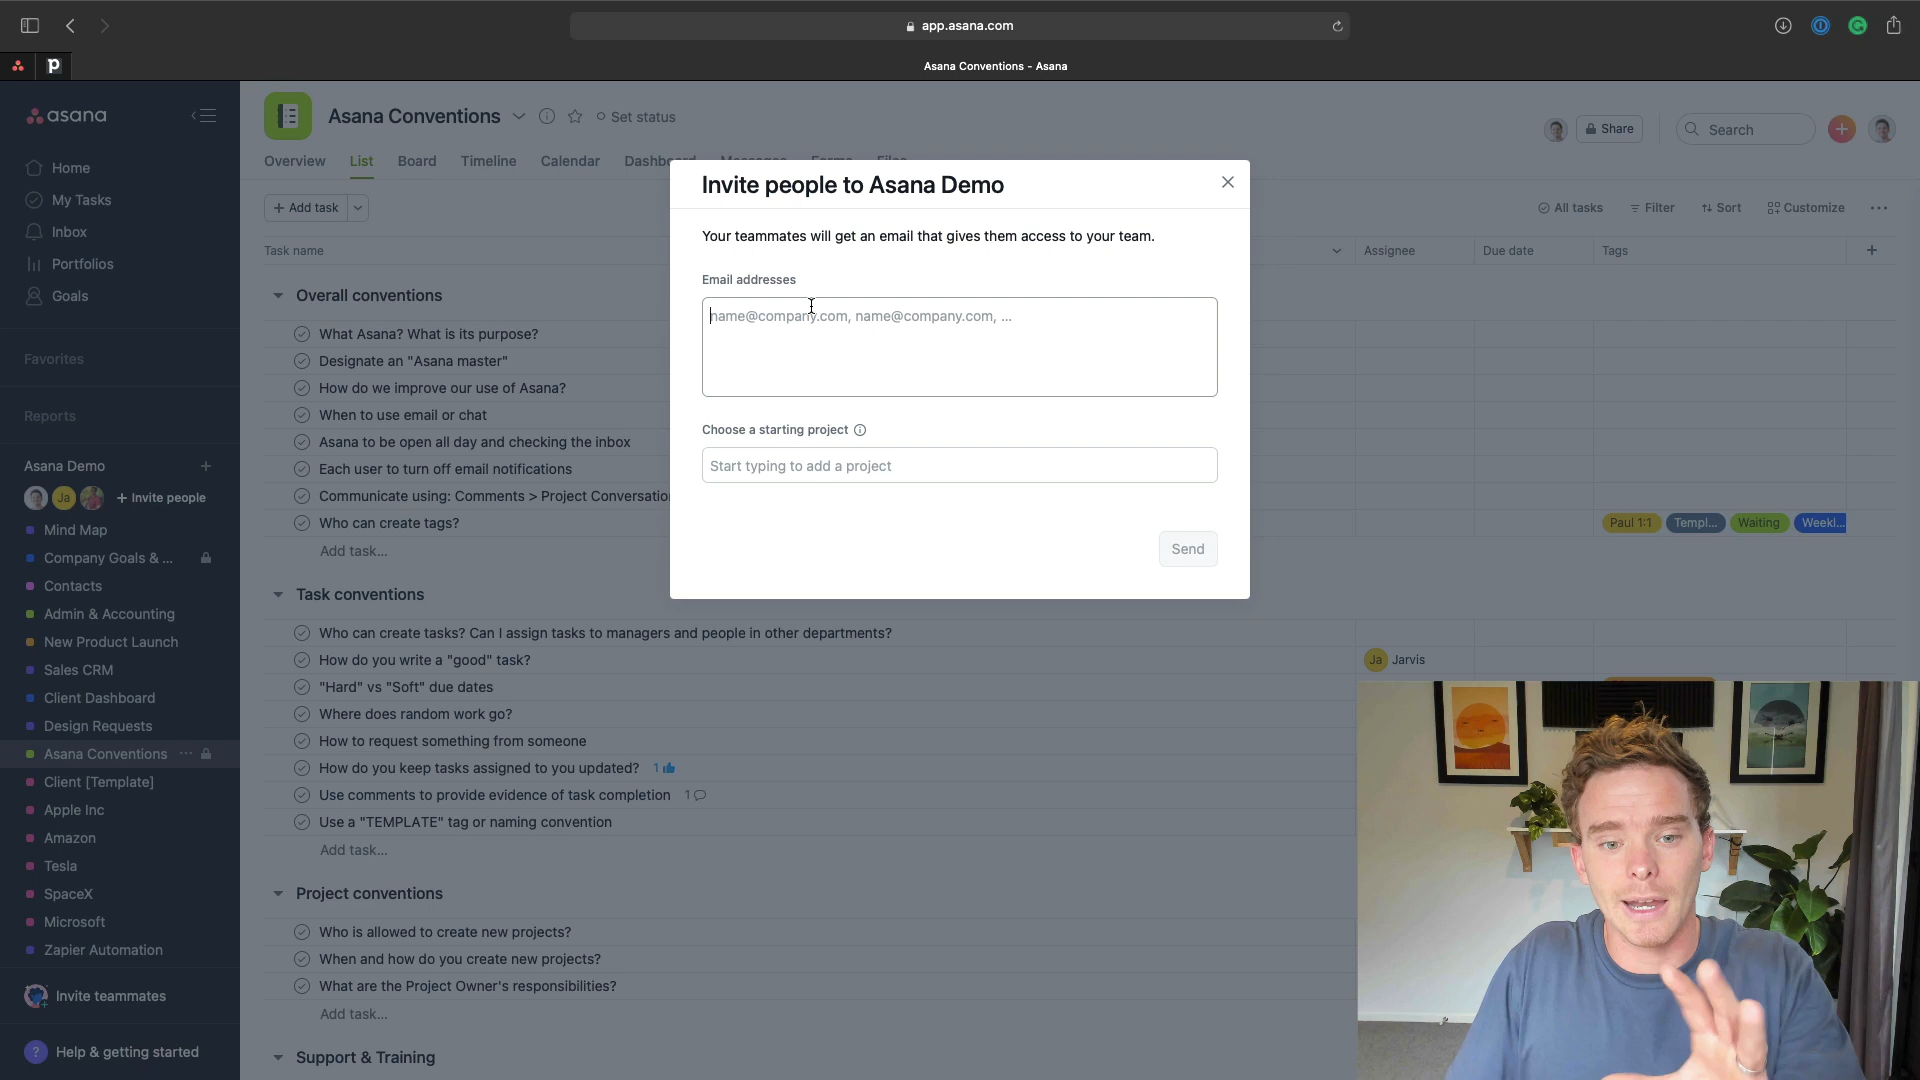 app.asana.com
p
Asana Conventions - Asana
asana
Home
My Tasks
Inbox
Portfolios
Goals
Favorites
Reports
Asana Demo
Ja
+ Invite people
Mind Map
Company Goals & ...
Contacts
Admin & Accounting
New Product Launch
Sales CRM
Client Dashboard
Design Requests
Asana Conventions ...
Client [Template]
Apple Inc
Amazon
Tesla
SpaceX
Microsoft
Zapier Automation
Invite teammates
? Help & getting started
Asana Conventions
Set status
Share
Search
Overview List Board Timeline Calendar Dashboard Messages Forms Files
+ Add task
All tasks Filter Sort Customize ...
Task name
Assignee
Due date
Tags
+
Overall conventions
What Asana? What is its purpose?
Designate an "Asana master"
How do we improve our use of Asana?
When to use email or chat
Asana to be open all day and checking the inbox
Each user to turn off email notifications
Communicate using: Comments > Project Conversatio
Who can create tags?
Paul 1:1 Templ... Waiting Weekl...
Add task...
Task conventions
Who can create tasks? Can I assign tasks to managers and people in other departments?
How do you write a "good" task?
Ja Jarvis
"Hard" vs "Soft" due dates
Where does random work go?
How to request something from someone
How do you keep tasks assigned to you updated? 1
Use comments to provide evidence of task completion 1
Use a "TEMPLATE" tag or naming convention
Add task...
Project conventions
Who is allowed to create new projects?
When and how do you create new projects?
What are the Project Owner's responsibilities?
Add task...
Support & Training
Invite people to Asana Demo
Your teammates will get an email that gives them access to your team.
Email addresses
name@company.com, name@company.com, ...
Choose a starting project
Start typing to add a project
Send